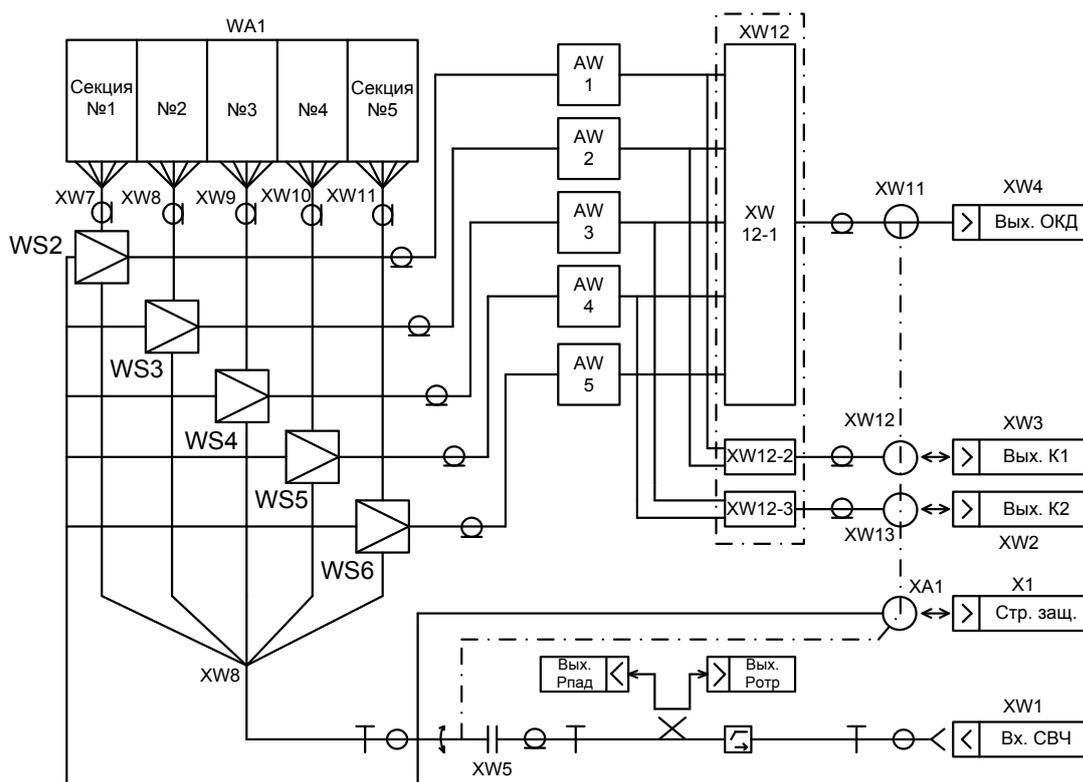 WA1
XW12
Секция
№1
№2
№3
№4
Секция
№5
AW
1
AW
2
AW
3
AW
4
AW
5
XW
12-1
XW7
XW8
XW9
XW10
XW11
XW11
XW4
Вых. ОКД
WS2
WS3
WS4
WS5
WS6
XW12
XW3
XW12-2
Вых. К1
XW12-3
Вых. К2
XW13
XW2
XA1
X1
Стр. защ.
XW8
Вых.
Рпад
Вых.
Ротр
XW1
Вх. СВЧ
XW5